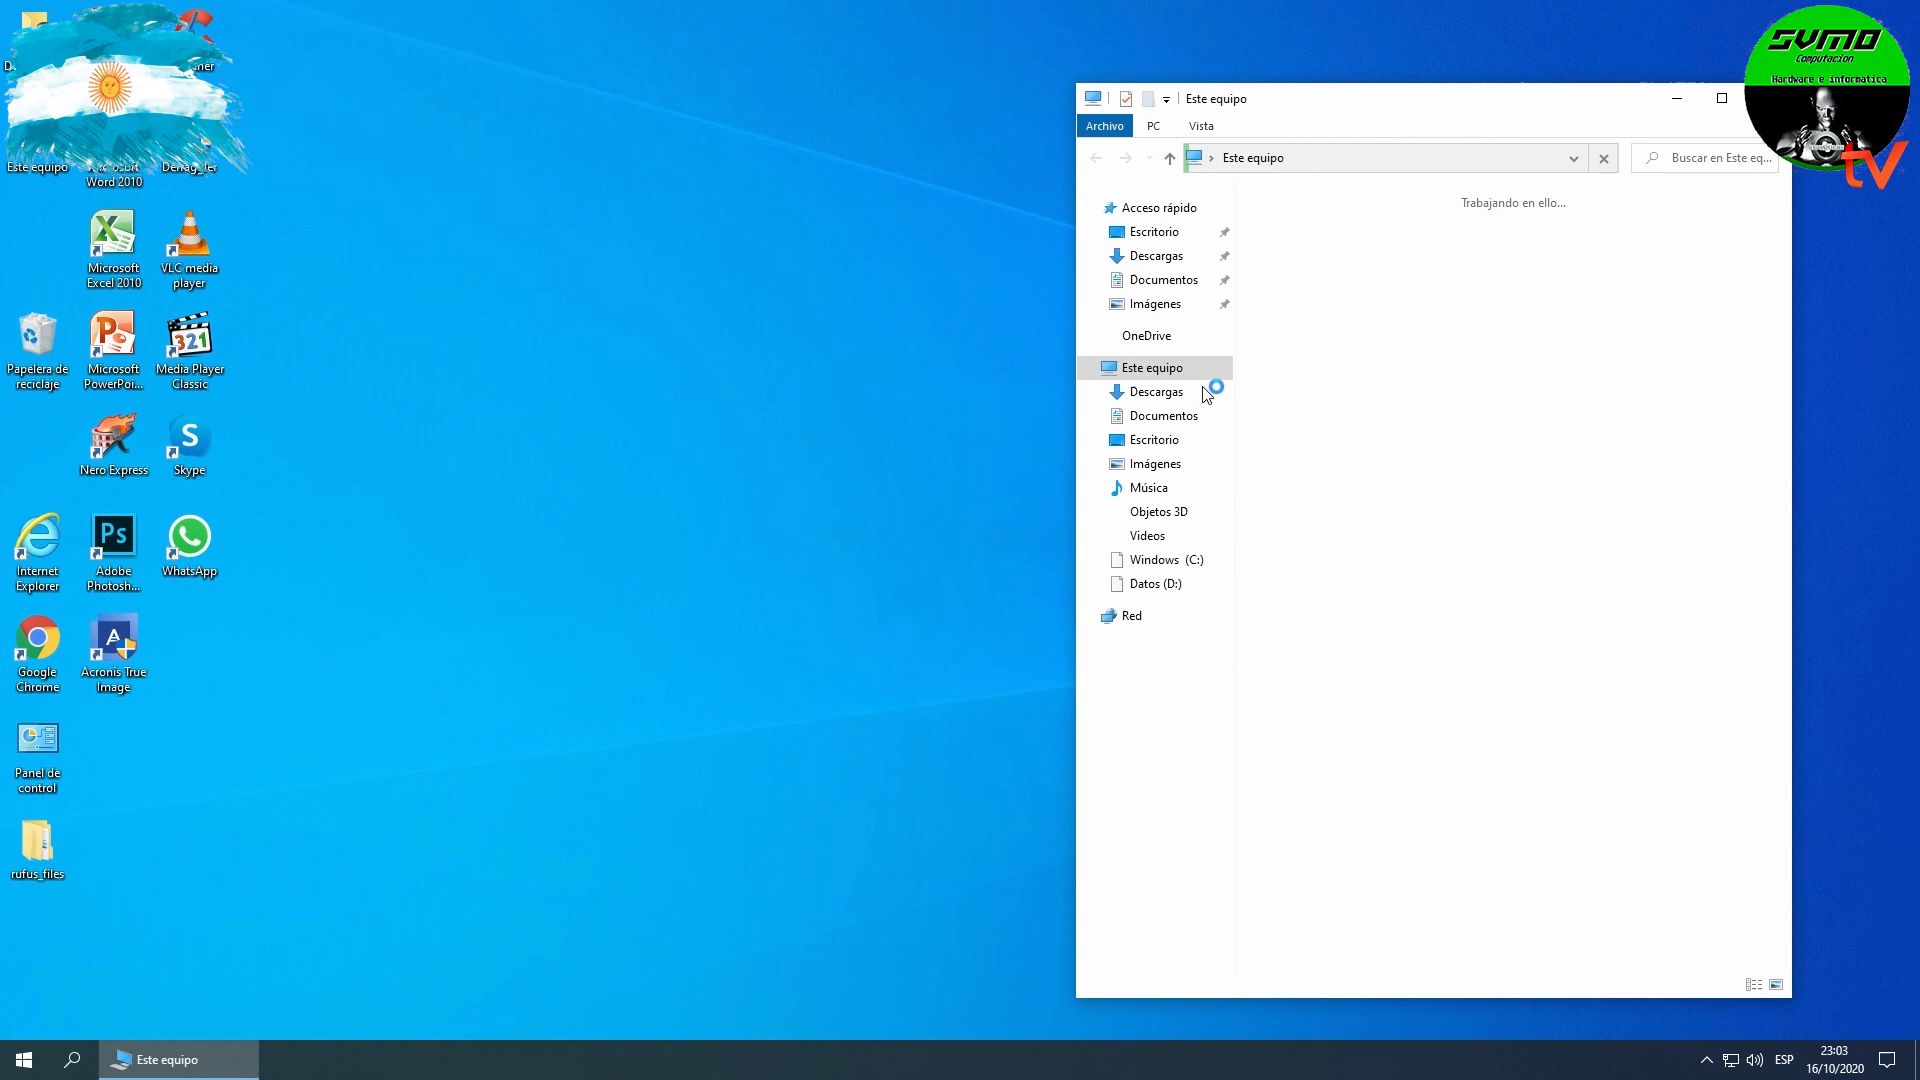 Este equipo
Microsoft
Word 2010
Defraggler
Microsoft
Excel 2010
VLC media
player
Papelera de
reciclaje
Microsoft
PowerPoi...
Media Player
Classic
321
Nero Express
Skype
Internet
Explorer
Ps
Adobe
Photosh...
WhatsApp
Google
Chrome
Acronis True
Image
Panel de
control
rufus_files
Este equipo
Archivo
PC
Vista
Este equipo
Buscar en Este eq...
Acceso rápido
Escritorio
Descargas
Documentos
Imágenes
OneDrive
Este equipo
Descargas
Documentos
Escritorio
Imágenes
Música
Objetos 3D
Videos
Windows (C:)
Datos (D:)
Red
Trabajando en ello...
SVMO
Computacion
Hardware e informatica
TV
Este equipo
ESP
23:03
16/10/2020